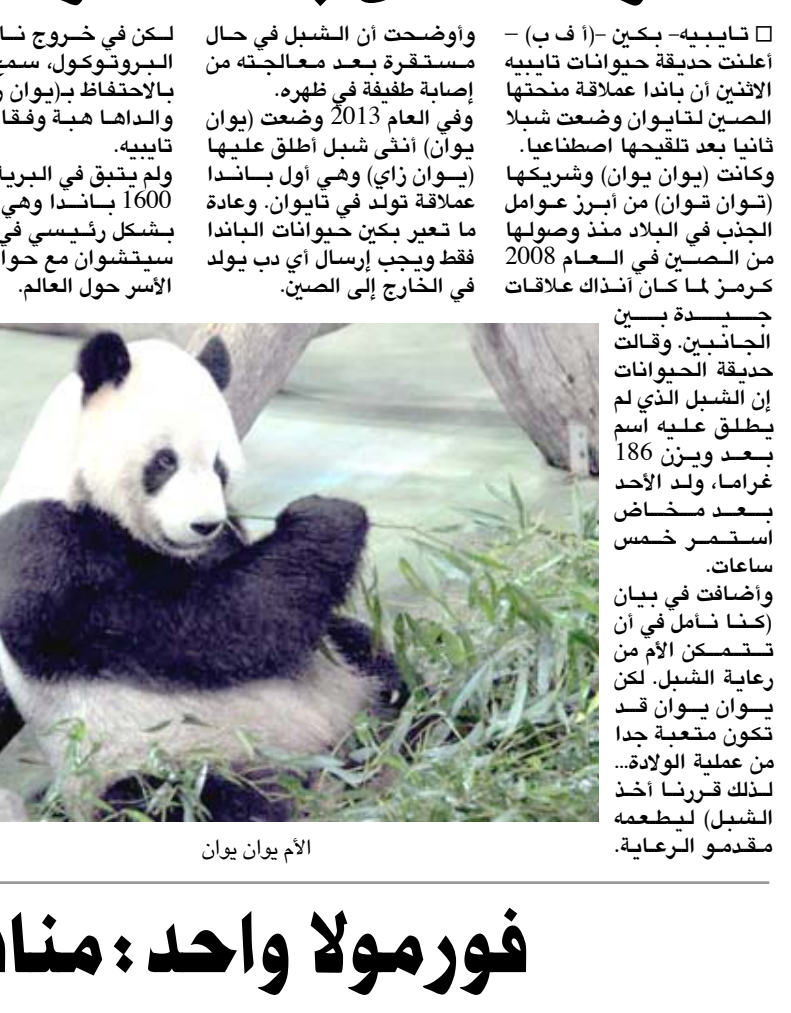 □ تايبيه- بكين -(أ ف ب) –
أعلنت حديقة حيوانات تايبيه
الاثنين أن باندا عملاقة منحتها
الصين لتايوان وضعت شبلا
ثانيا بعد تلقيحها اصطناعيا.
وكانت (يوان يوان) وشريكها
(توان توان) من أبرز عوامل
الجذب في البلاد منذ وصولها
من الصين في العام 2008
كرمز لما كان آنذاك علاقات
جيدة بين
الجانبين. وقالت
حديقة الحيوانات
إن الشبل الذي لم
يطلق عليه اسم
بعد ويزن 186
غراما، ولد الأحد
بعد مخاض
استمر خمس
ساعات.
وأضافت في بيان
(كنا نأمل في أن
تتمكن الأم من
رعاية الشبل. لكن
يوان يوان قد
تكون متعبة جدا
من عملية الولادة...
لذلك قررنا أخذ
الشبل) ليطعمه
مقدمو الرعاية.
وأوضحت أن الشبل في حال
مستقرة بعد معالجته من
إصابة طفيفة في ظهره.
وفي العام 2013 وضعت (يوان
يوان) أنثى شبل أطلق عليها
(يوان زاي) وهي أول باندا
عملاقة تولد في تايوان. وعادة
ما تعير بكين حيوانات الباندا
فقط ويجب إرسال أي دب يولد
في الخارج إلى الصين.
لكن في خروج
البروتوكول، سمح
بالاحتفاظ بـ(يوان
والداها هبة وفقا
تايبيه.
ولم يتبق في البرية
1600 باندا وهي
بشكل رئيسي في
سيتشوان مع
الأسر حول العالم.
الأم يوان يوان
فورمولا واحد: